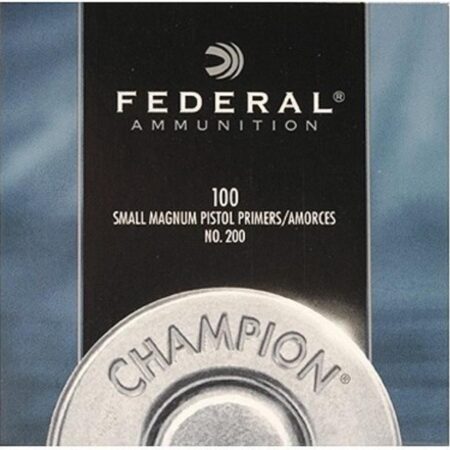 FEDERAL®
AMMUNITION
100
SMALL MAGNUM PISTOL PRIMERS/AMORCES
NO. 200
CHAMPION®